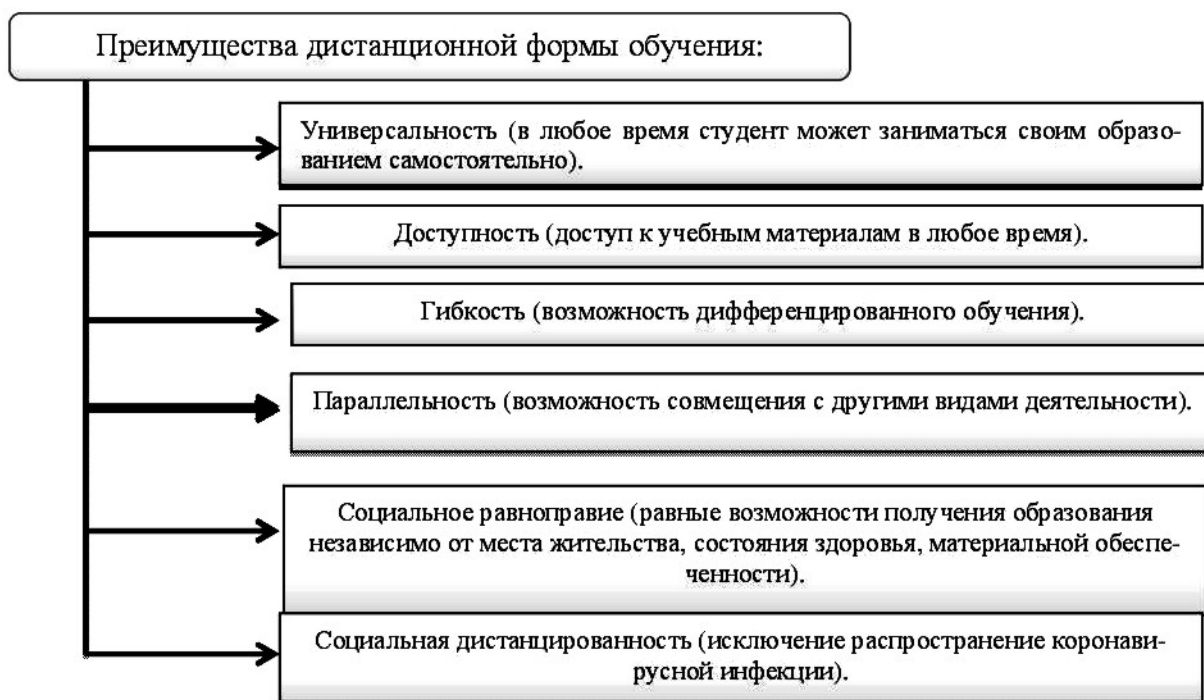 Преимущества дистанционной формы обучения:
Универсальность (в любое время студент может заниматься своим образо-
ванием самостоятельно).
Доступность (доступ к учебным материалам в любое время).
Гибкость (возможность дифференцированного обучения).
Параллельность (возможность совмещения с другими видами деятельности).
Социальное равноправие (равные возможности получения образования
независимо от места жительства, состояния здоровья, материальной обеспе-
ченности).
Социальная дистанцированность (исключение распространение коронави-
русной инфекции).